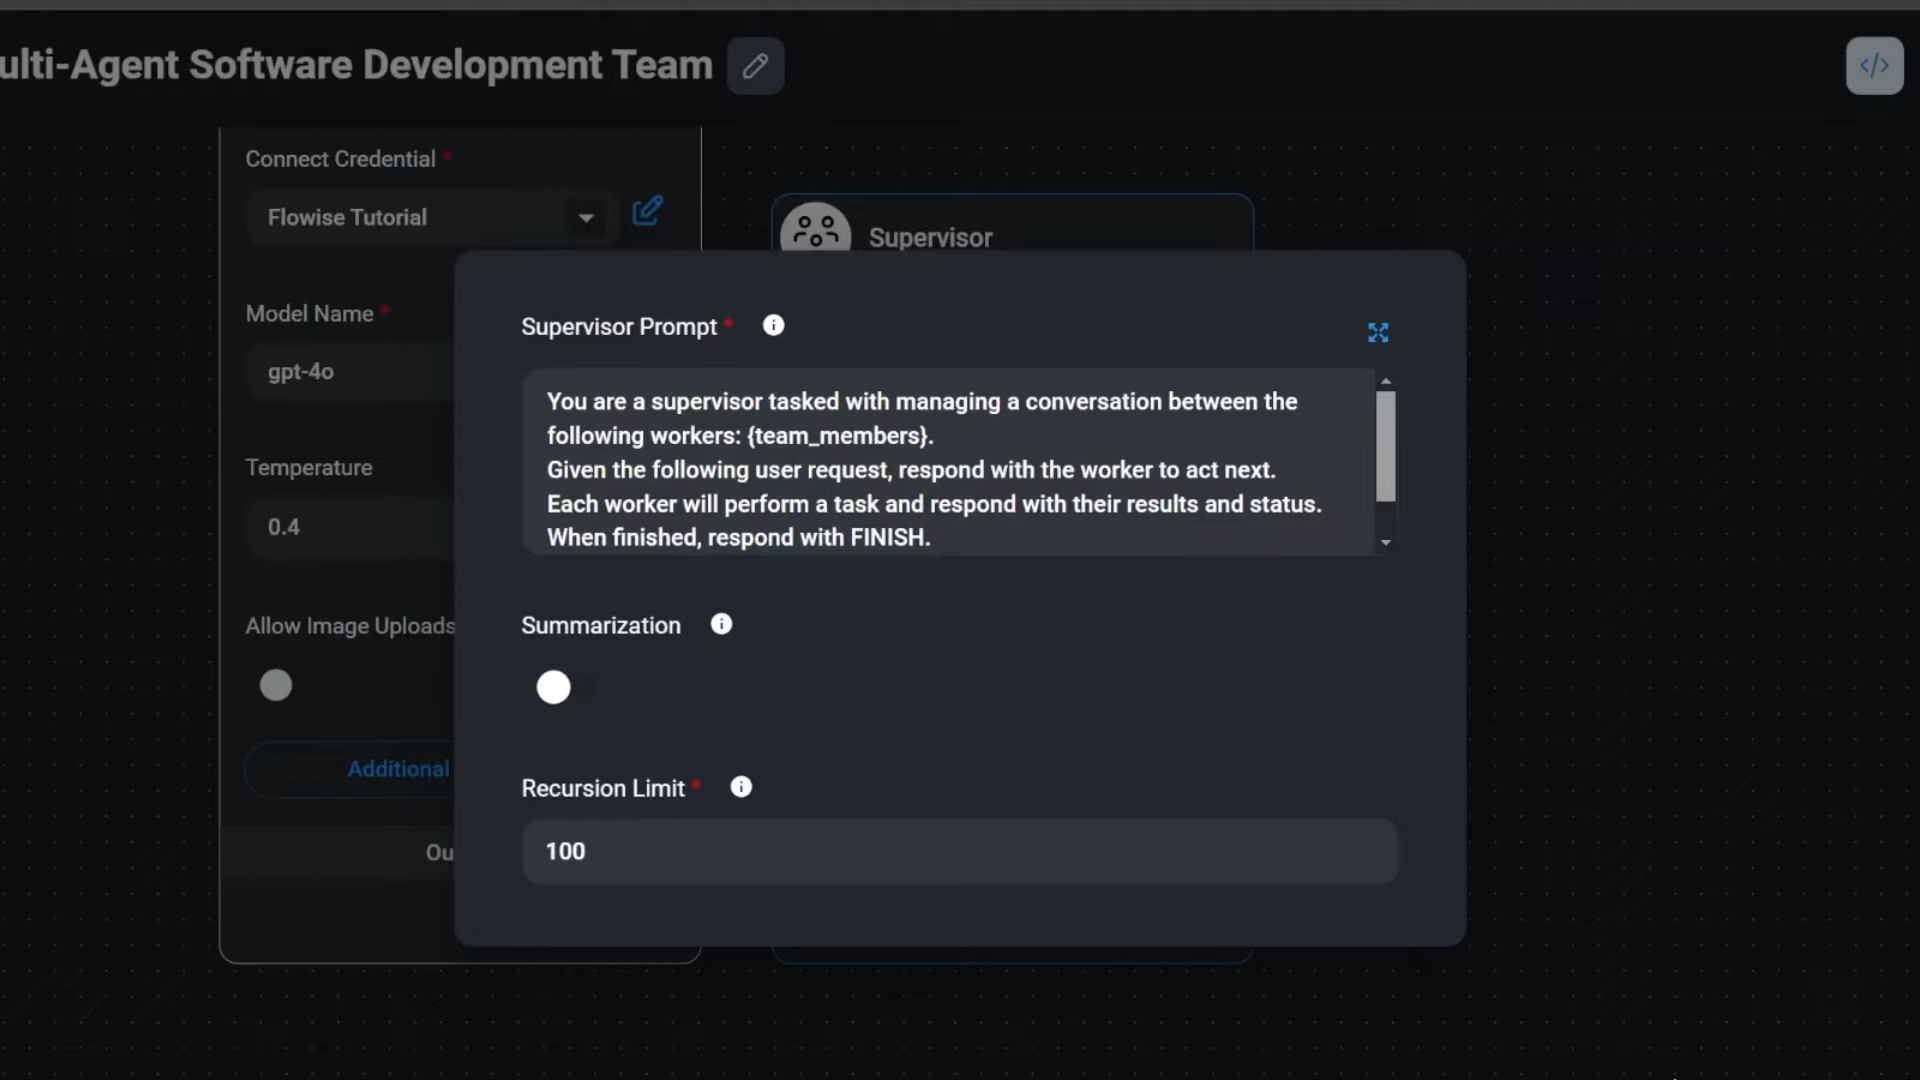 ulti-Agent Software Development Team
Connect Credential *
Flowise Tutorial
Supervisor
Model Name *
gpt-4o
Temperature
0.4
Allow Image Uploads
Additional
Ou
Supervisor Prompt *
You are a supervisor tasked with managing a conversation between the
following workers: {team_members}.
Given the following user request, respond with the worker to act next.
Each worker will perform a task and respond with their results and status.
When finished, respond with FINISH.
Summarization
Recursion Limit *
100